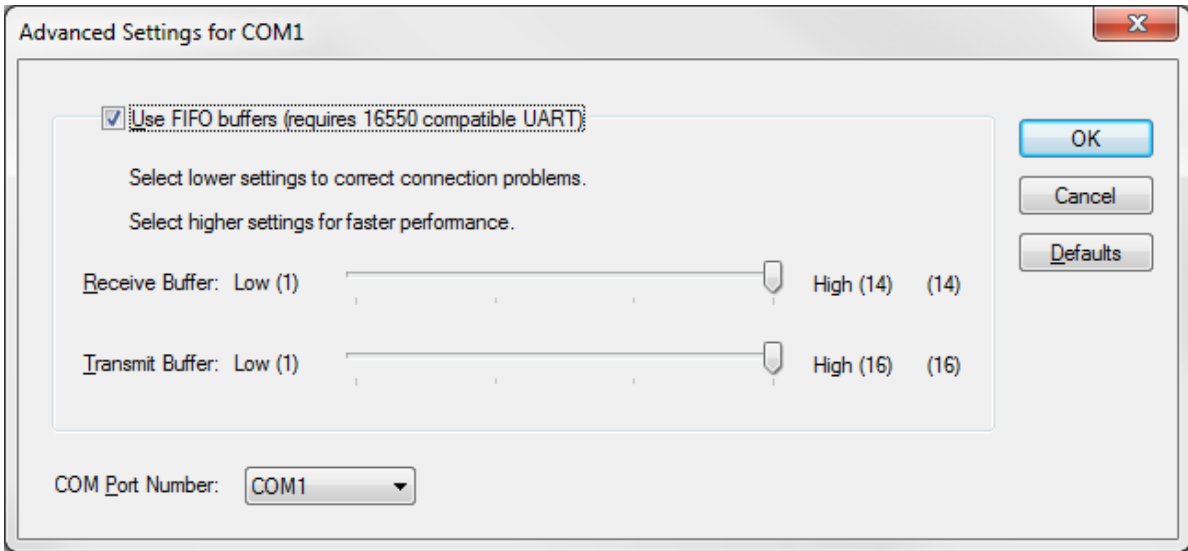 Advanced Settings for COM1
Use FIFO buffers (requires 16550 compatible UART)
OK
Select lower settings to correct connection problems.
Cancel
Select higher settings for faster performance.
Defaults
Receive Buffer: Low (1) High (14) (14)
Transmit Buffer: Low (1) High (16) (16)
COM Port Number: COM1